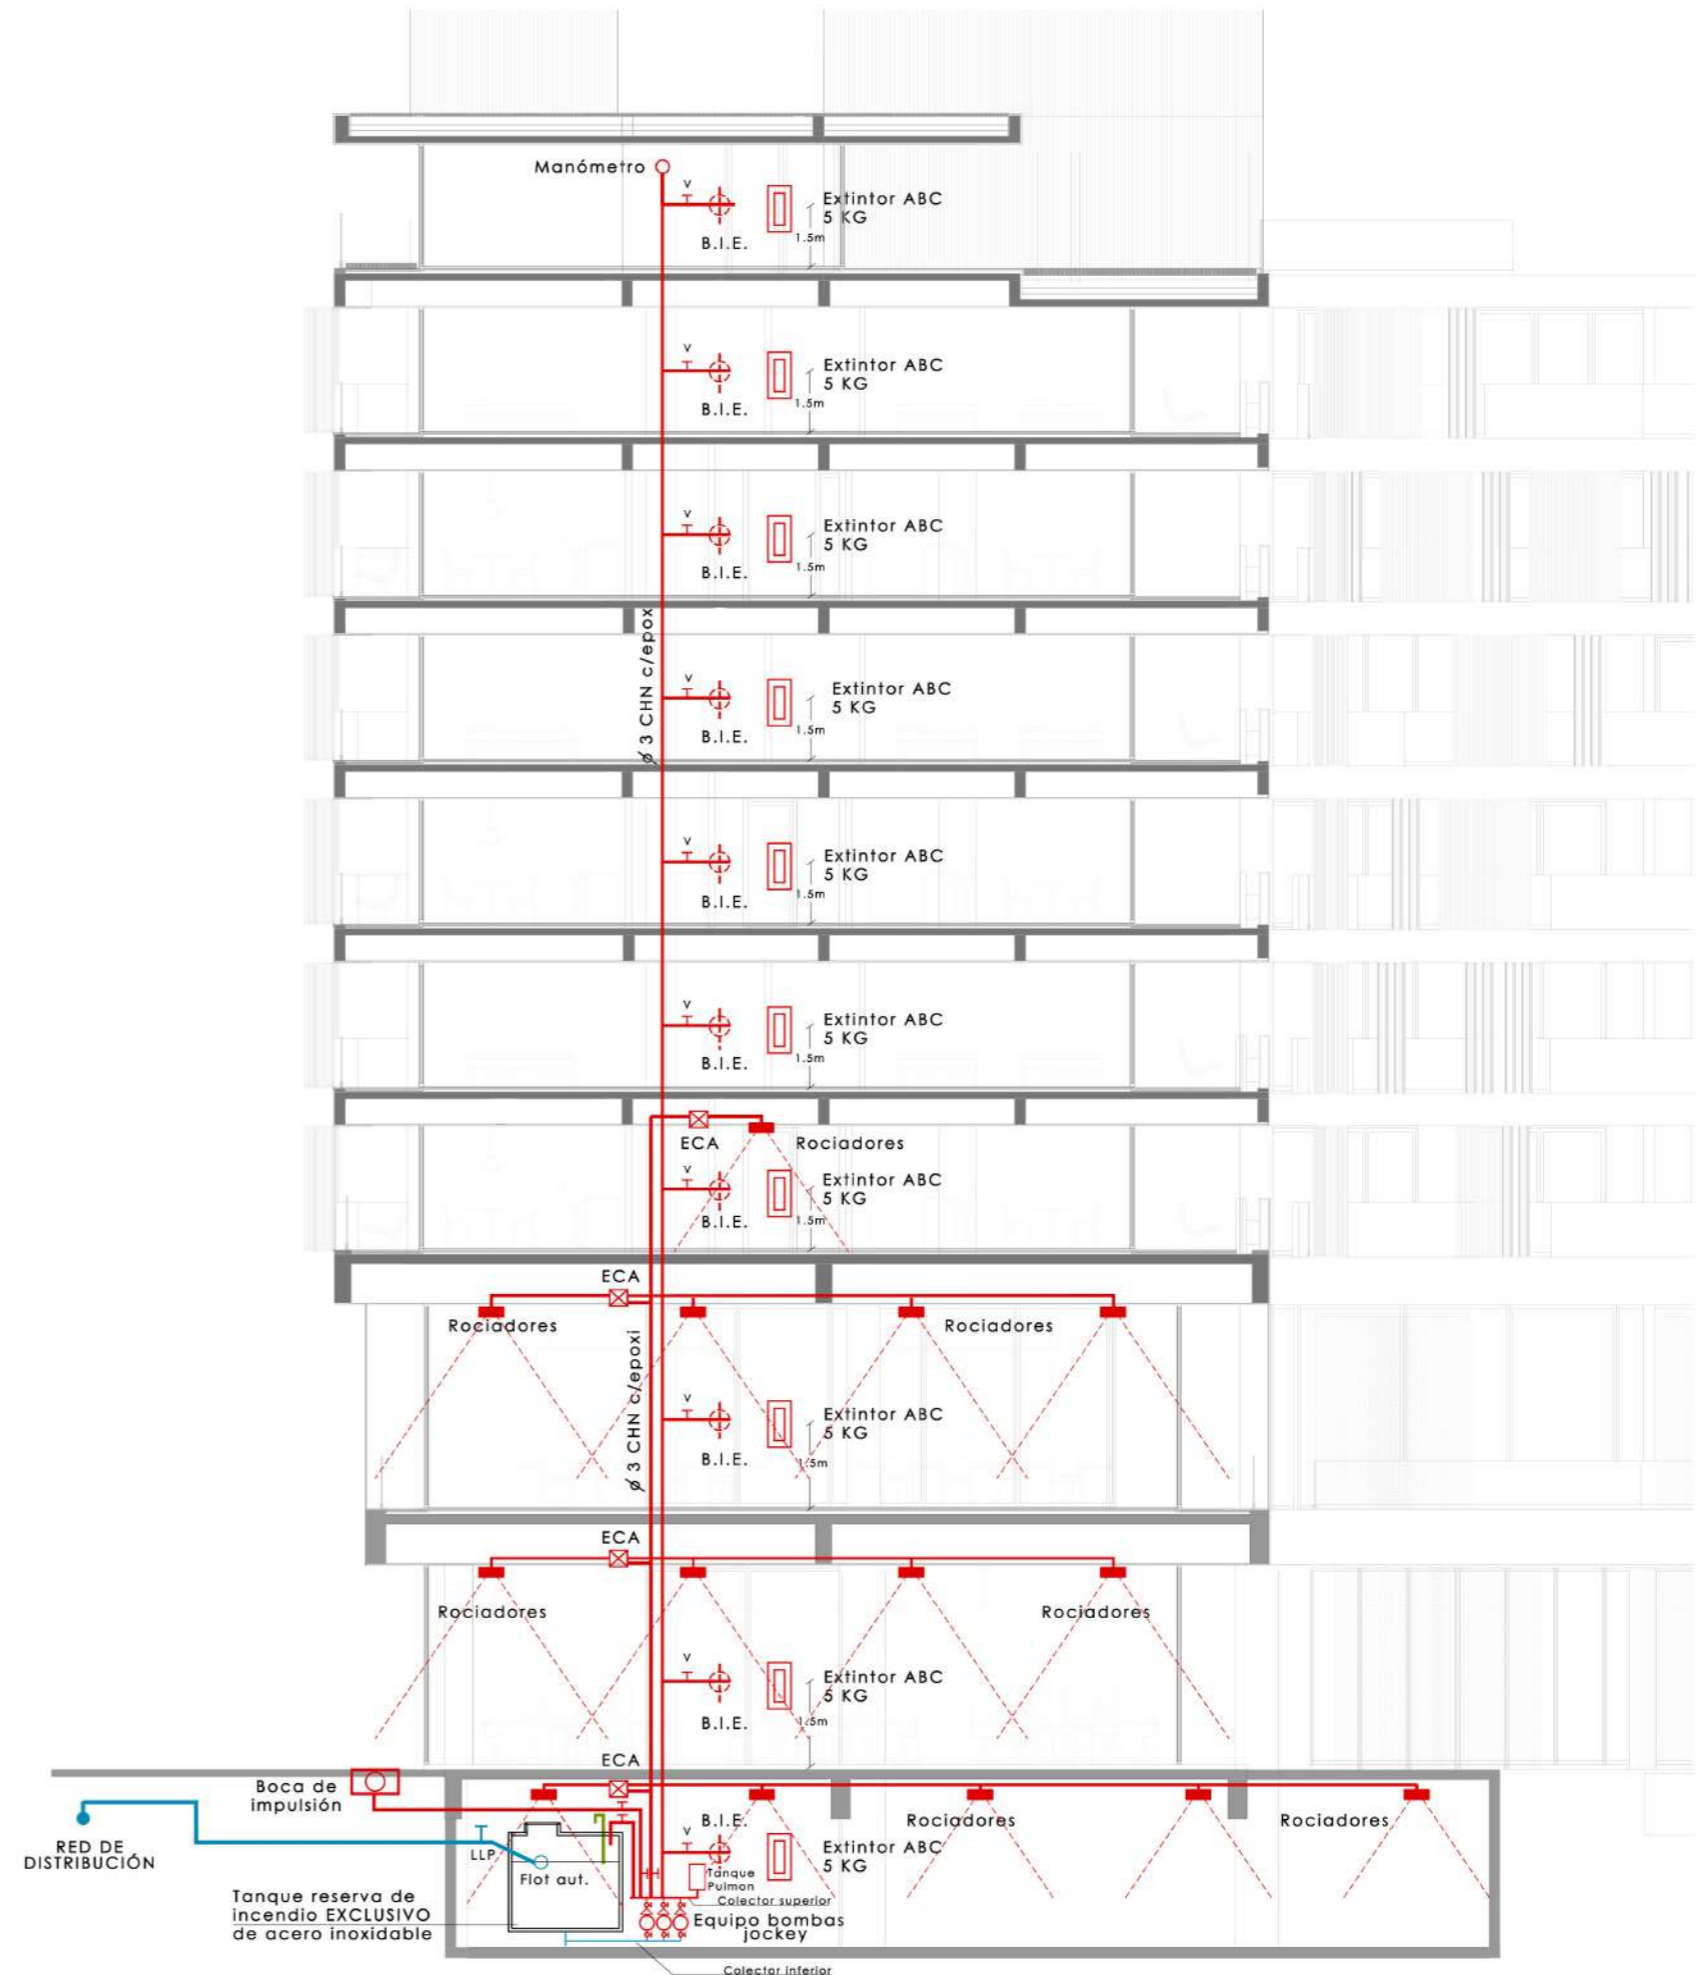 Manómetro
V
Extintor ABC
5 KG
B.I.E.
1.5m
V
Extintor ABC
5 KG
B.I.E.
1.5m
V
Extintor ABC
5 KG
B.I.E.
1.5m
Ø 3 CHN c/epox
V
Extintor ABC
5 KG
B.I.E.
1.5m
V
Extintor ABC
5 KG
B.I.E.
1.5m
V
Extintor ABC
5 KG
B.I.E.
1.5m
ECA
Rociadores
V
Extintor ABC
5 KG
B.I.E.
1.5m
ECA
Rociadores
Rociadores
Ø 3 CHN c/epoxi
V
Extintor ABC
5 KG
B.I.E.
1.5m
ECA
Rociadores
Rociadores
V
Extintor ABC
5 KG
B.I.E.
1.5m
ECA
Boca de
impulsión
RED DE
DISTRIBUCIÓN
LLP
Flot aut.
B.I.E.
V
Rociadores
Rociadores
Extintor ABC
5 KG
Tanque
Pulmon
Colector superior
Tanque reserva de
incendio EXCLUSIVO
de acero inoxidable
Equipo bombas
jockey
Colector inferior